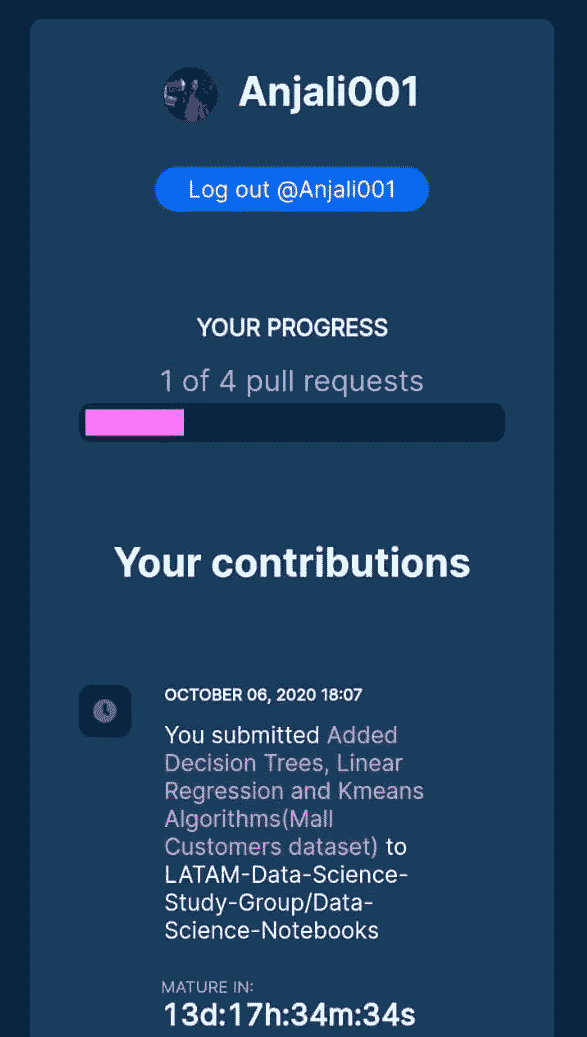 Anjali001
Log out @Anjali001
YOUR PROGRESS
1 of 4 pull requests
Your contributions
OCTOBER 06, 2020 18:07
You submitted Added
Decision Trees, Linear
Regression and Kmeans
Algorithms(Mall
Customers dataset) to
LATAM-Data-Science-
Study-Group/Data-
Science-Notebooks
MATURE IN:
13d:17h:34m:34s